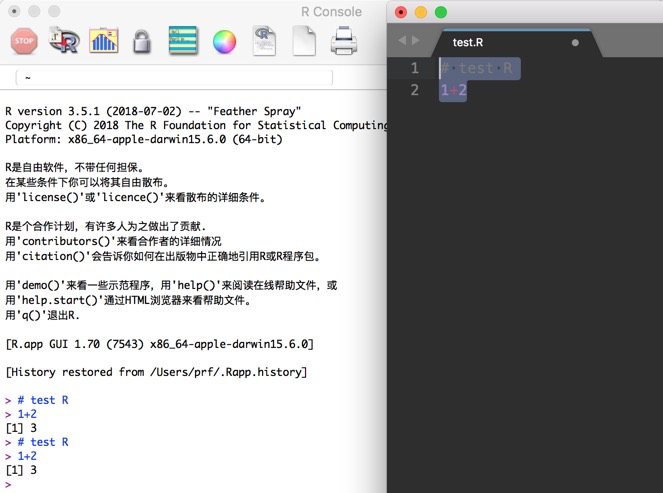 R Console
STOP
~
R version 3.5.1 (2018-07-02) -- "Feather Spray"
Copyright (C) 2018 The R Foundation for Statistical Computing
Platform: x86_64-apple-darwin15.6.0 (64-bit)
R是自由软件，不带任何担保。
在某些条件下你可以将其自由散布。
用'license()'或'licence()'来看散布的详细条件。
R是个合作计划，有许多人为之做出了贡献.
用'contributors()'来看合作者的详细情况
用'citation()'会告诉你如何在出版物中正确地引用R或R程序包。
用'demo()'来看一些示范程序，用'help()'来阅读在线帮助文件，或
用'help.start()'通过HTML浏览器来看帮助文件。
用'q()'退出R.
[R.app GUI 1.70 (7543) x86_64-apple-darwin15.6.0]
[History restored from /Users/prf/.Rapp.history]
> # test R
> 1+2
[1] 3
> # test R
> 1+2
[1] 3
>
test.R
1 # test R
2 1+2